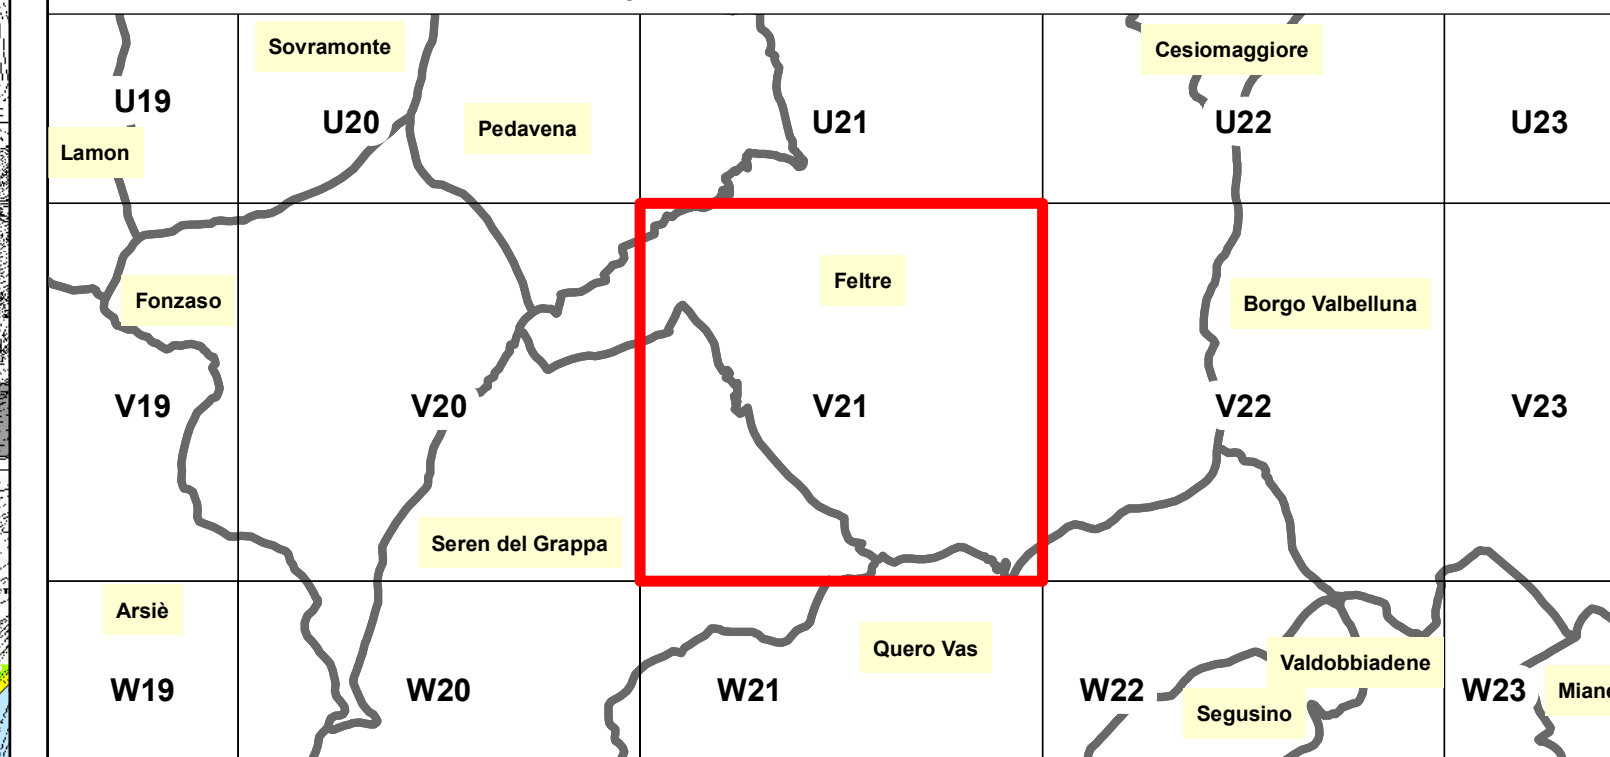 Sovramonte
Cesiomaggiore
U19
U20
Pedavena
U21
U22
U23
Lamon
Feltre
Fonzaso
Borgo Valbelluna
V19
V20
V21
V22
V23
Seren del Grappa
Arsiè
Quero Vas
Valdobbiadene
W19
W20
W21
W22
W23
Segusino